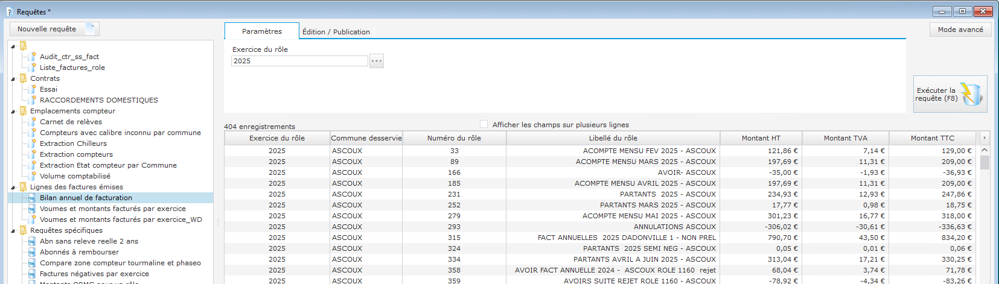 Requêtes *
Nouvelle requête
Audit_ctr_ss_fact
Liste_factures_role
Contrats
Essai
RACCORDEMENTS DOMESTIQUES
Emplacements compteur
Carnet de relèves
Compteurs avec calibre inconnu par commune
Extraction Chilleurs
Extraction compteurs
Extraction Etat compteur par Commune
Volume comptabilisé
Lignes des factures émises
Bilan annuel de facturation
Voumes et montants facturés par exercice
Voumes et montants facturés par exercice_WD
Requêtes spécifiques
Abn sans releve reelle 2 ans
Abonnés à rembourser
Compare zone compteur tourmaline et phaseo
Factures négatives par exercice
Paramètres Édition / Publication
Mode avancé
Exercice du rôle
2025
Exécuter la
requête (F8)
404 enregistrements Afficher les champs sur plusieurs lignes
Exercice du rôle Commune desservie Numéro du rôle Libellé du rôle Montant HT Montant TVA Montant TTC
2025 ASCOUX 33 ACOMPTE MENSU FEV 2025 - ASCOUX 121,86 € 7,14 € 129,00 €
2025 ASCOUX 89 ACOMPTE MENSU MARS 2025 - ASCOUX 197,69 € 11,31 € 209,00 €
2025 ASCOUX 166 AVOIR- ASCOUX -35,00 € -1,93 € -36,93 €
2025 ASCOUX 185 ACOMPTE MENSU AVRIL 2025 - ASCOUX 197,69 € 11,31 € 209,00 €
2025 ASCOUX 231 PARTANTS  2025 - ASCOUX 234,93 € 12,93 € 247,86 €
2025 ASCOUX 252 PARTANTS MARS 2025 - ASCOUX 17,77 € 0,98 € 18,75 €
2025 ASCOUX 279 ACOMPTE MENSU MAI 2025 - ASCOUX 301,23 € 16,77 € 318,00 €
2025 ASCOUX 293 ANNULATIONS ASCOUX -306,02 € -30,61 € -336,63 €
2025 ASCOUX 315 FACT ANNUELLES  2025 DADONVILLE 1 - NON PREL 790,70 € 43,50 € 834,20 €
2025 ASCOUX 324 PARTANTS  2025 SEMI NEG - ASCOUX 0,05 € 0,01 € 0,06 €
2025 ASCOUX 334 PARTANTS AVRIL A JUIN 2025 - ASCOUX 313,04 € 17,21 € 330,25 €
2025 ASCOUX 358 AVOIR FACT ANNUELLE 2024 -  ASCOUX ROLE 1160  rejet 68,04 € 3,74 € 71,78 €
2025 ASCOUX 359 AVOIRS SUITE REJET ROLE 1160 - ASCOUX -78,92 € -4,34 € -83,26 €